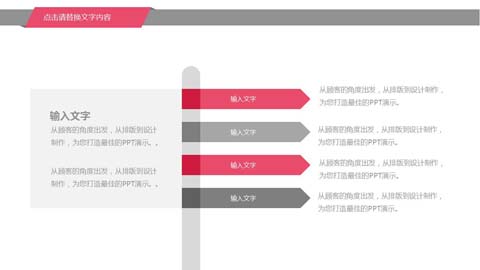 点击请替换文字内容
输入文字
从顾客的角度出发，从排版到设计
制作，为您打造最佳的PPT演示。。
从顾客的角度出发，从排版到设计
制作，为您打造最佳的PPT演示。。
输入文字
从顾客的角度出发，从排版到设计制作，
为您打造最佳的PPT演示。
输入文字
从顾客的角度出发，从排版到设计制作，
为您打造最佳的PPT演示。
输入文字
从顾客的角度出发，从排版到设计制作，
为您打造最佳的PPT演示。
输入文字
从顾客的角度出发，从排版到设计制作，
为您打造最佳的PPT演示。